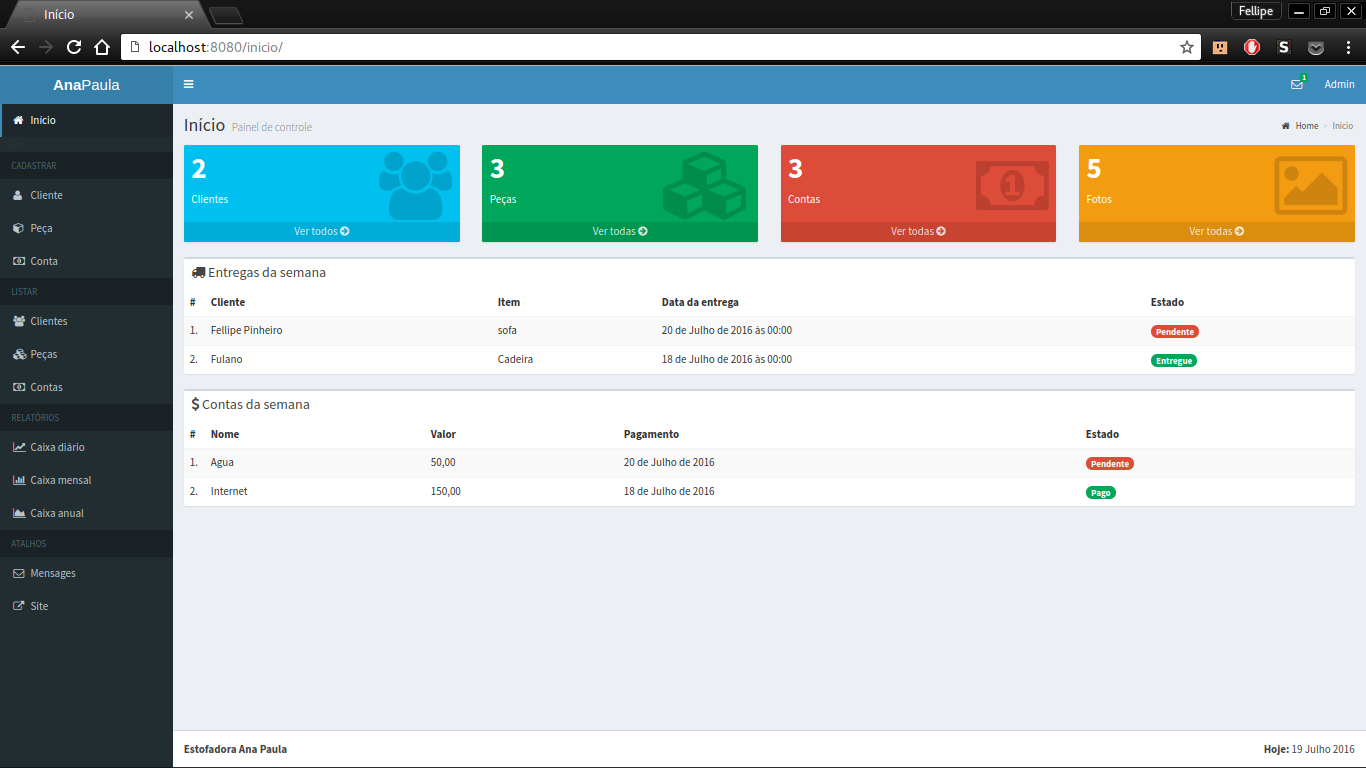 Início
Fellipe
localhost:8080/inicio/
S
AnaPaula
1
Admin
Início
CADASTRAR
Cliente
Peça
Conta
LISTAR
Clientes
Peças
Contas
RELATÓRIOS
Caixa diário
Caixa mensal
Caixa anual
ATALHOS
Mensages
Site
Início Painel de controle
Home > Início
2
Clientes
Ver todos
3
Peças
Ver todas
3
1
Contas
Ver todas
5
Fotos
Ver todas
Entregas da semana
# Cliente Item Data da entrega Estado
1. Fellipe Pinheiro sofa 20 de Julho de 2016 às 00:00 Pendente
2. Fulano Cadeira 18 de Julho de 2016 às 00:00 Entregue
$ Contas da semana
# Nome Valor Pagamento Estado
1. Agua 50,00 20 de Julho de 2016 Pendente
2. Internet 150,00 18 de Julho de 2016 Pago
Estofadora Ana Paula
Hoje: 19 Julho 2016